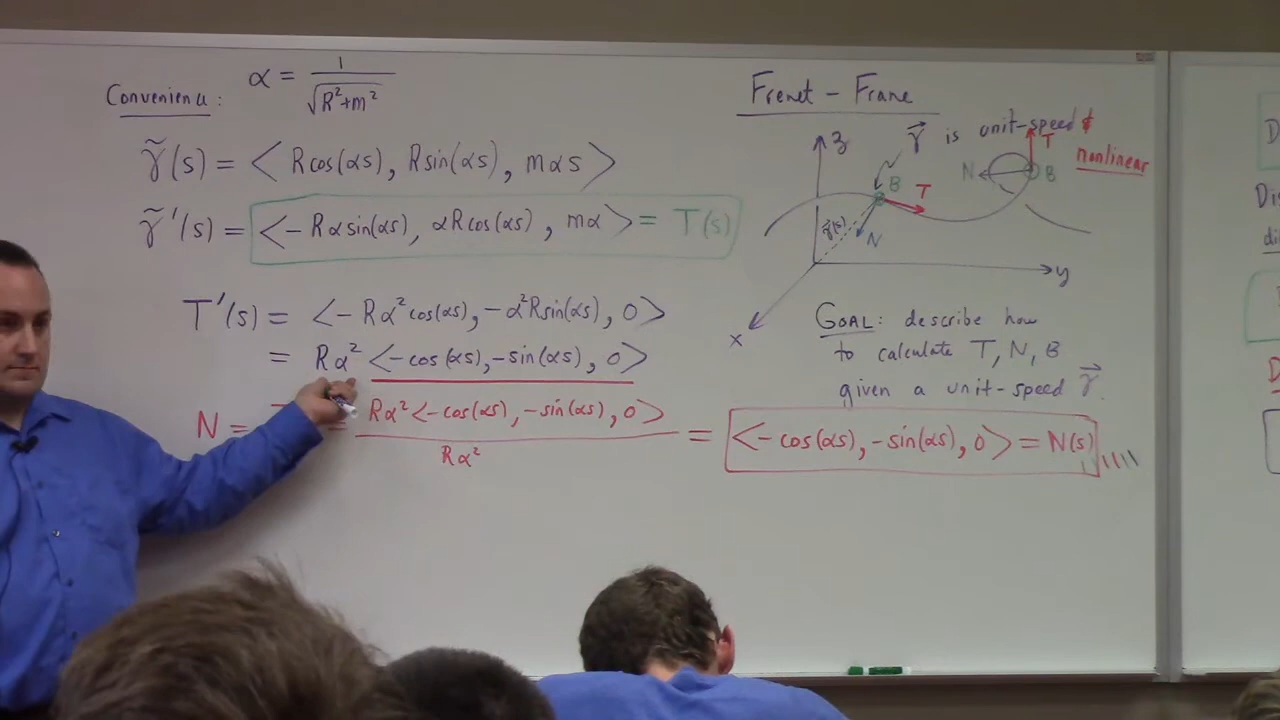 Convenience: α = 1/√(R²+m²)
γ̃(s) = < Rcos(αs), Rsin(αs), mαs >
γ̃'(s) = < -Rαsin(αs), αRcos(αs), mα > = T(s)
T'(s) = < -Rα²cos(αs), -α²Rsin(αs), 0 >
= Rα² < -cos(αs), -sin(αs), 0 >
N = = Rα² < -cos(αs), -sin(αs), 0 > / Rα² = < -cos(αs), -sin(αs), 0 > = N(s)
Frenet - Frame
γ⃗ is unit-speed &
nonlinear
z
T
N
B
B
T
N
y
x
GOAL: describe how
to calculate T, N, B
given a unit-speed γ⃗.